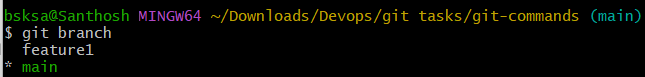 bsksa@Santhosh MINGW64 ~/Downloads/Devops/git tasks/git-commands (main)
$ git branch
  feature1
* main